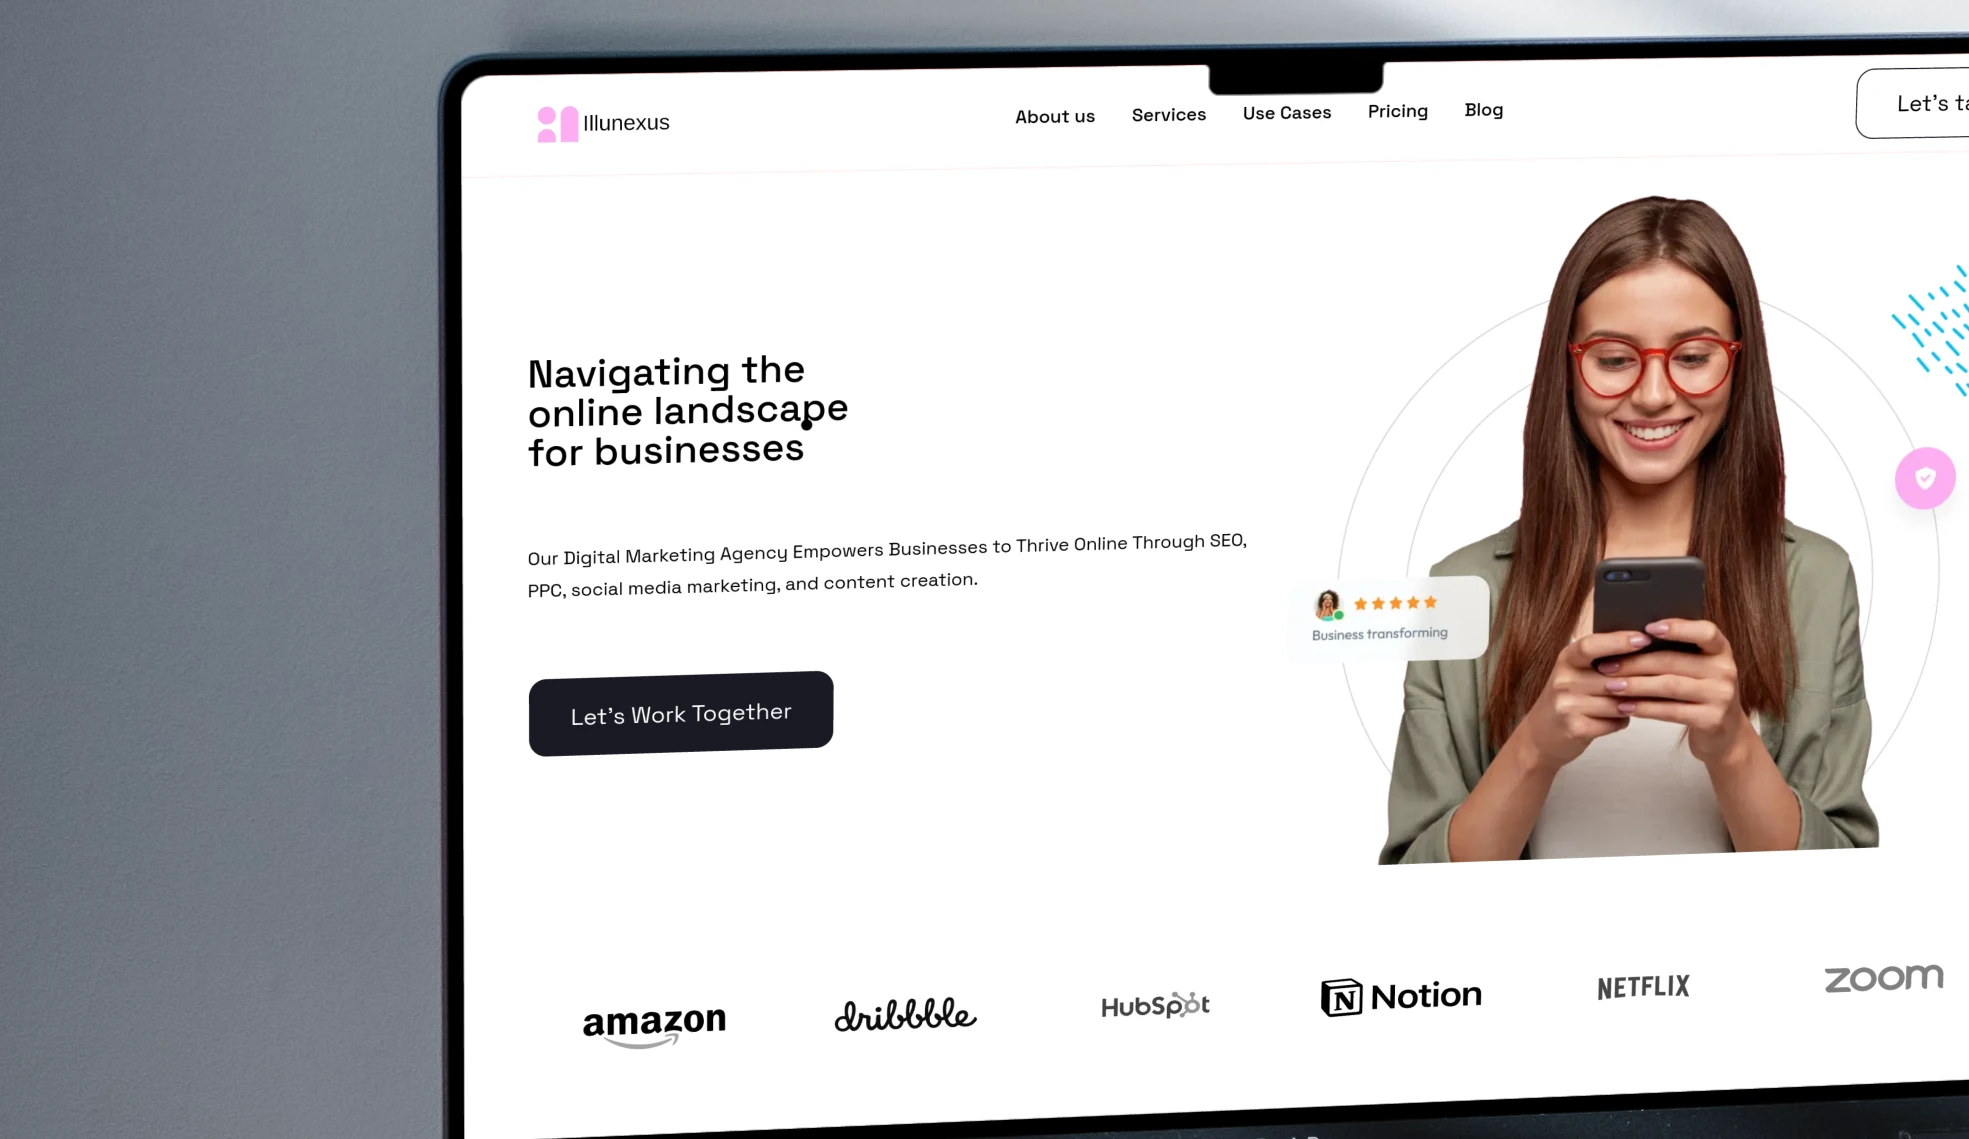 Illunexus
About us Services Use Cases Pricing Blog
Let's
Navigating the
online landscape
for businesses
Our Digital Marketing Agency Empowers Businesses to Thrive Online Through SEO,
PPC, social media marketing, and content creation.
Business transforming
Let's Work Together
amazon dribbble HubSpot Notion NETFLIX zoom